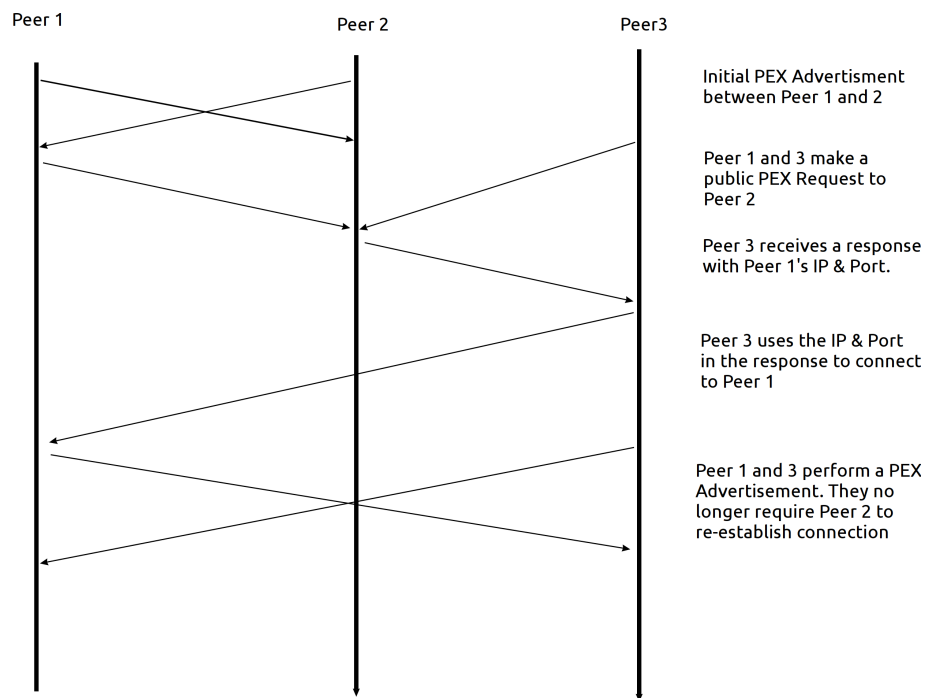 Peer 1
Peer 2
Peer3
Initial PEX Advertisment
between Peer 1 and 2
Peer 1 and 3 make a
public PEX Request to
Peer 2
Peer 3 receives a response
with Peer 1's IP & Port.
Peer 3 uses the IP & Port
in the response to connect
to Peer 1
Peer 1 and 3 perform a PEX
Advertisement. They no
longer require Peer 2 to
re-establish connection